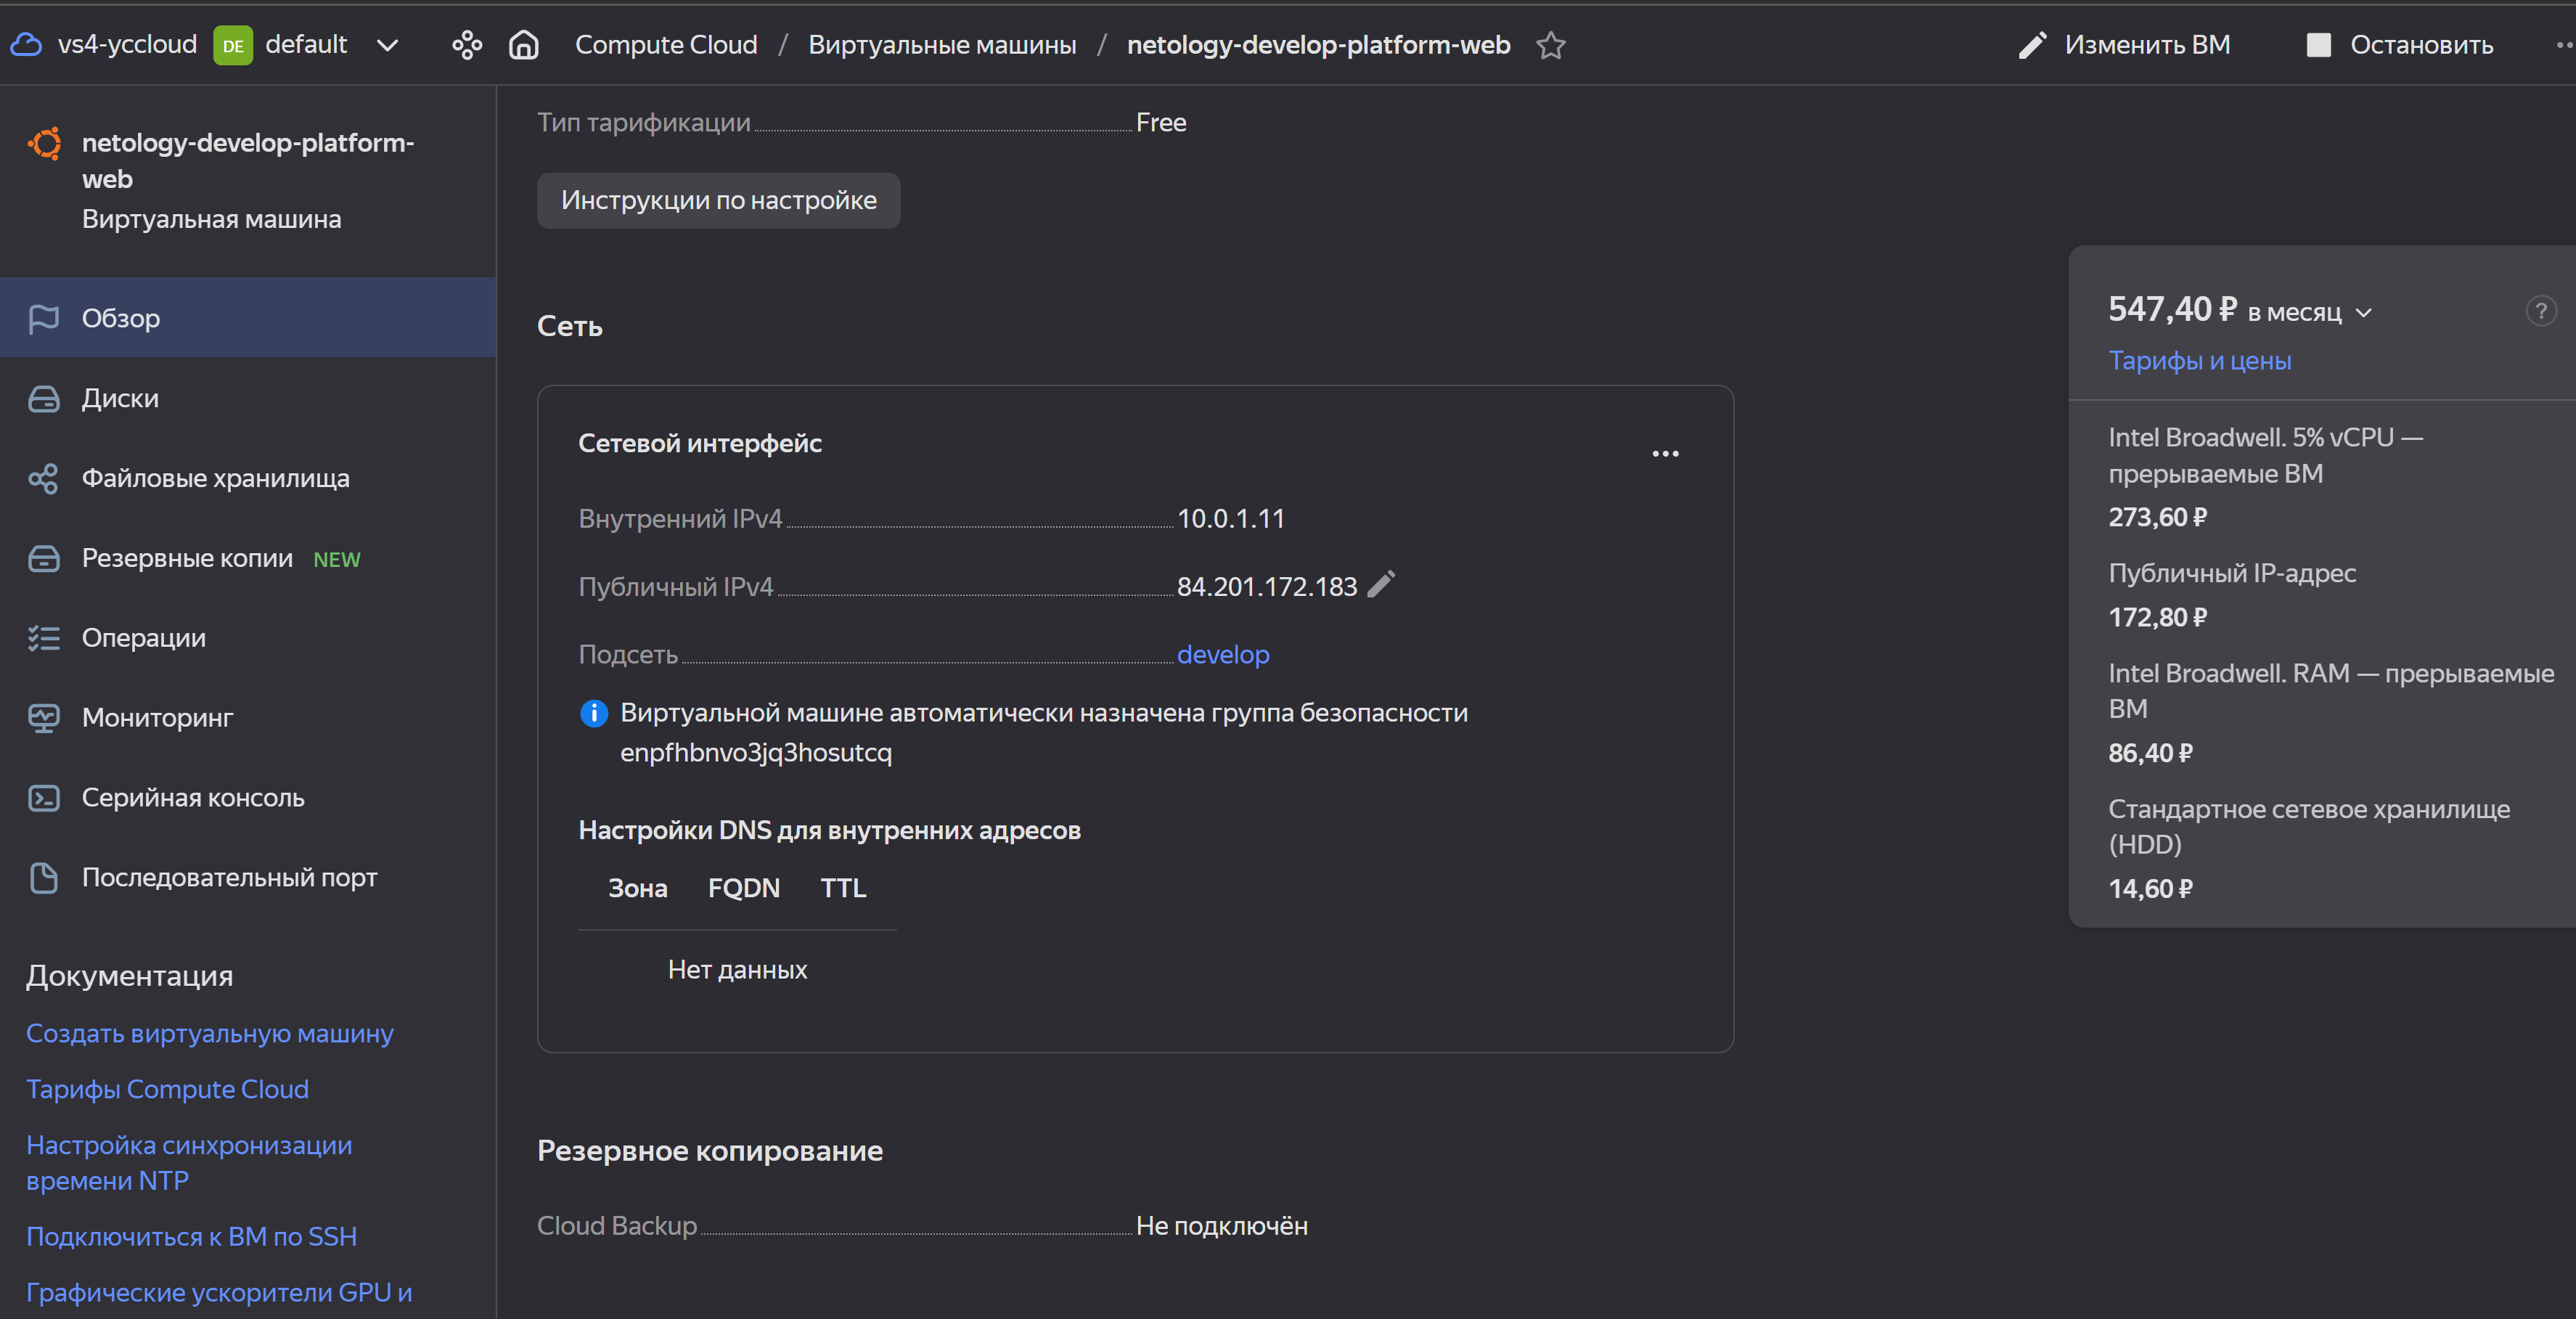 vs4-yccloud DE default Compute Cloud / Виртуальные машины / netology-develop-platform-web Изменить ВМ Остановить
netology-develop-platform-
web
Виртуальная машина
Обзор
Диски
Файловые хранилища
Резервные копии NEW
Операции
Мониторинг
Серийная консоль
Последовательный порт
Документация
Создать виртуальную машину
Тарифы Compute Cloud
Настройка синхронизации
времени NTP
Подключиться к ВМ по SSH
Графические ускорители GPU и
Тип тарификации Free
Инструкции по настройке
Сеть
Сетевой интерфейс
Внутренний IPv4 10.0.1.11
Публичный IPv4 84.201.172.183
Подсеть develop
Виртуальной машине автоматически назначена группа безопасности
enpfhbnvo3jq3hosutcq
Настройки DNS для внутренних адресов
Зона FQDN TTL
Нет данных
Резервное копирование
Cloud Backup Не подключён
547,40 ₽ в месяц ?
Тарифы и цены
Intel Broadwell. 5% vCPU —
прерываемые ВМ
273,60 ₽
Публичный IP-адрес
172,80 ₽
Intel Broadwell. RAM — прерываемые
ВМ
86,40 ₽
Стандартное сетевое хранилище
(HDD)
14,60 ₽